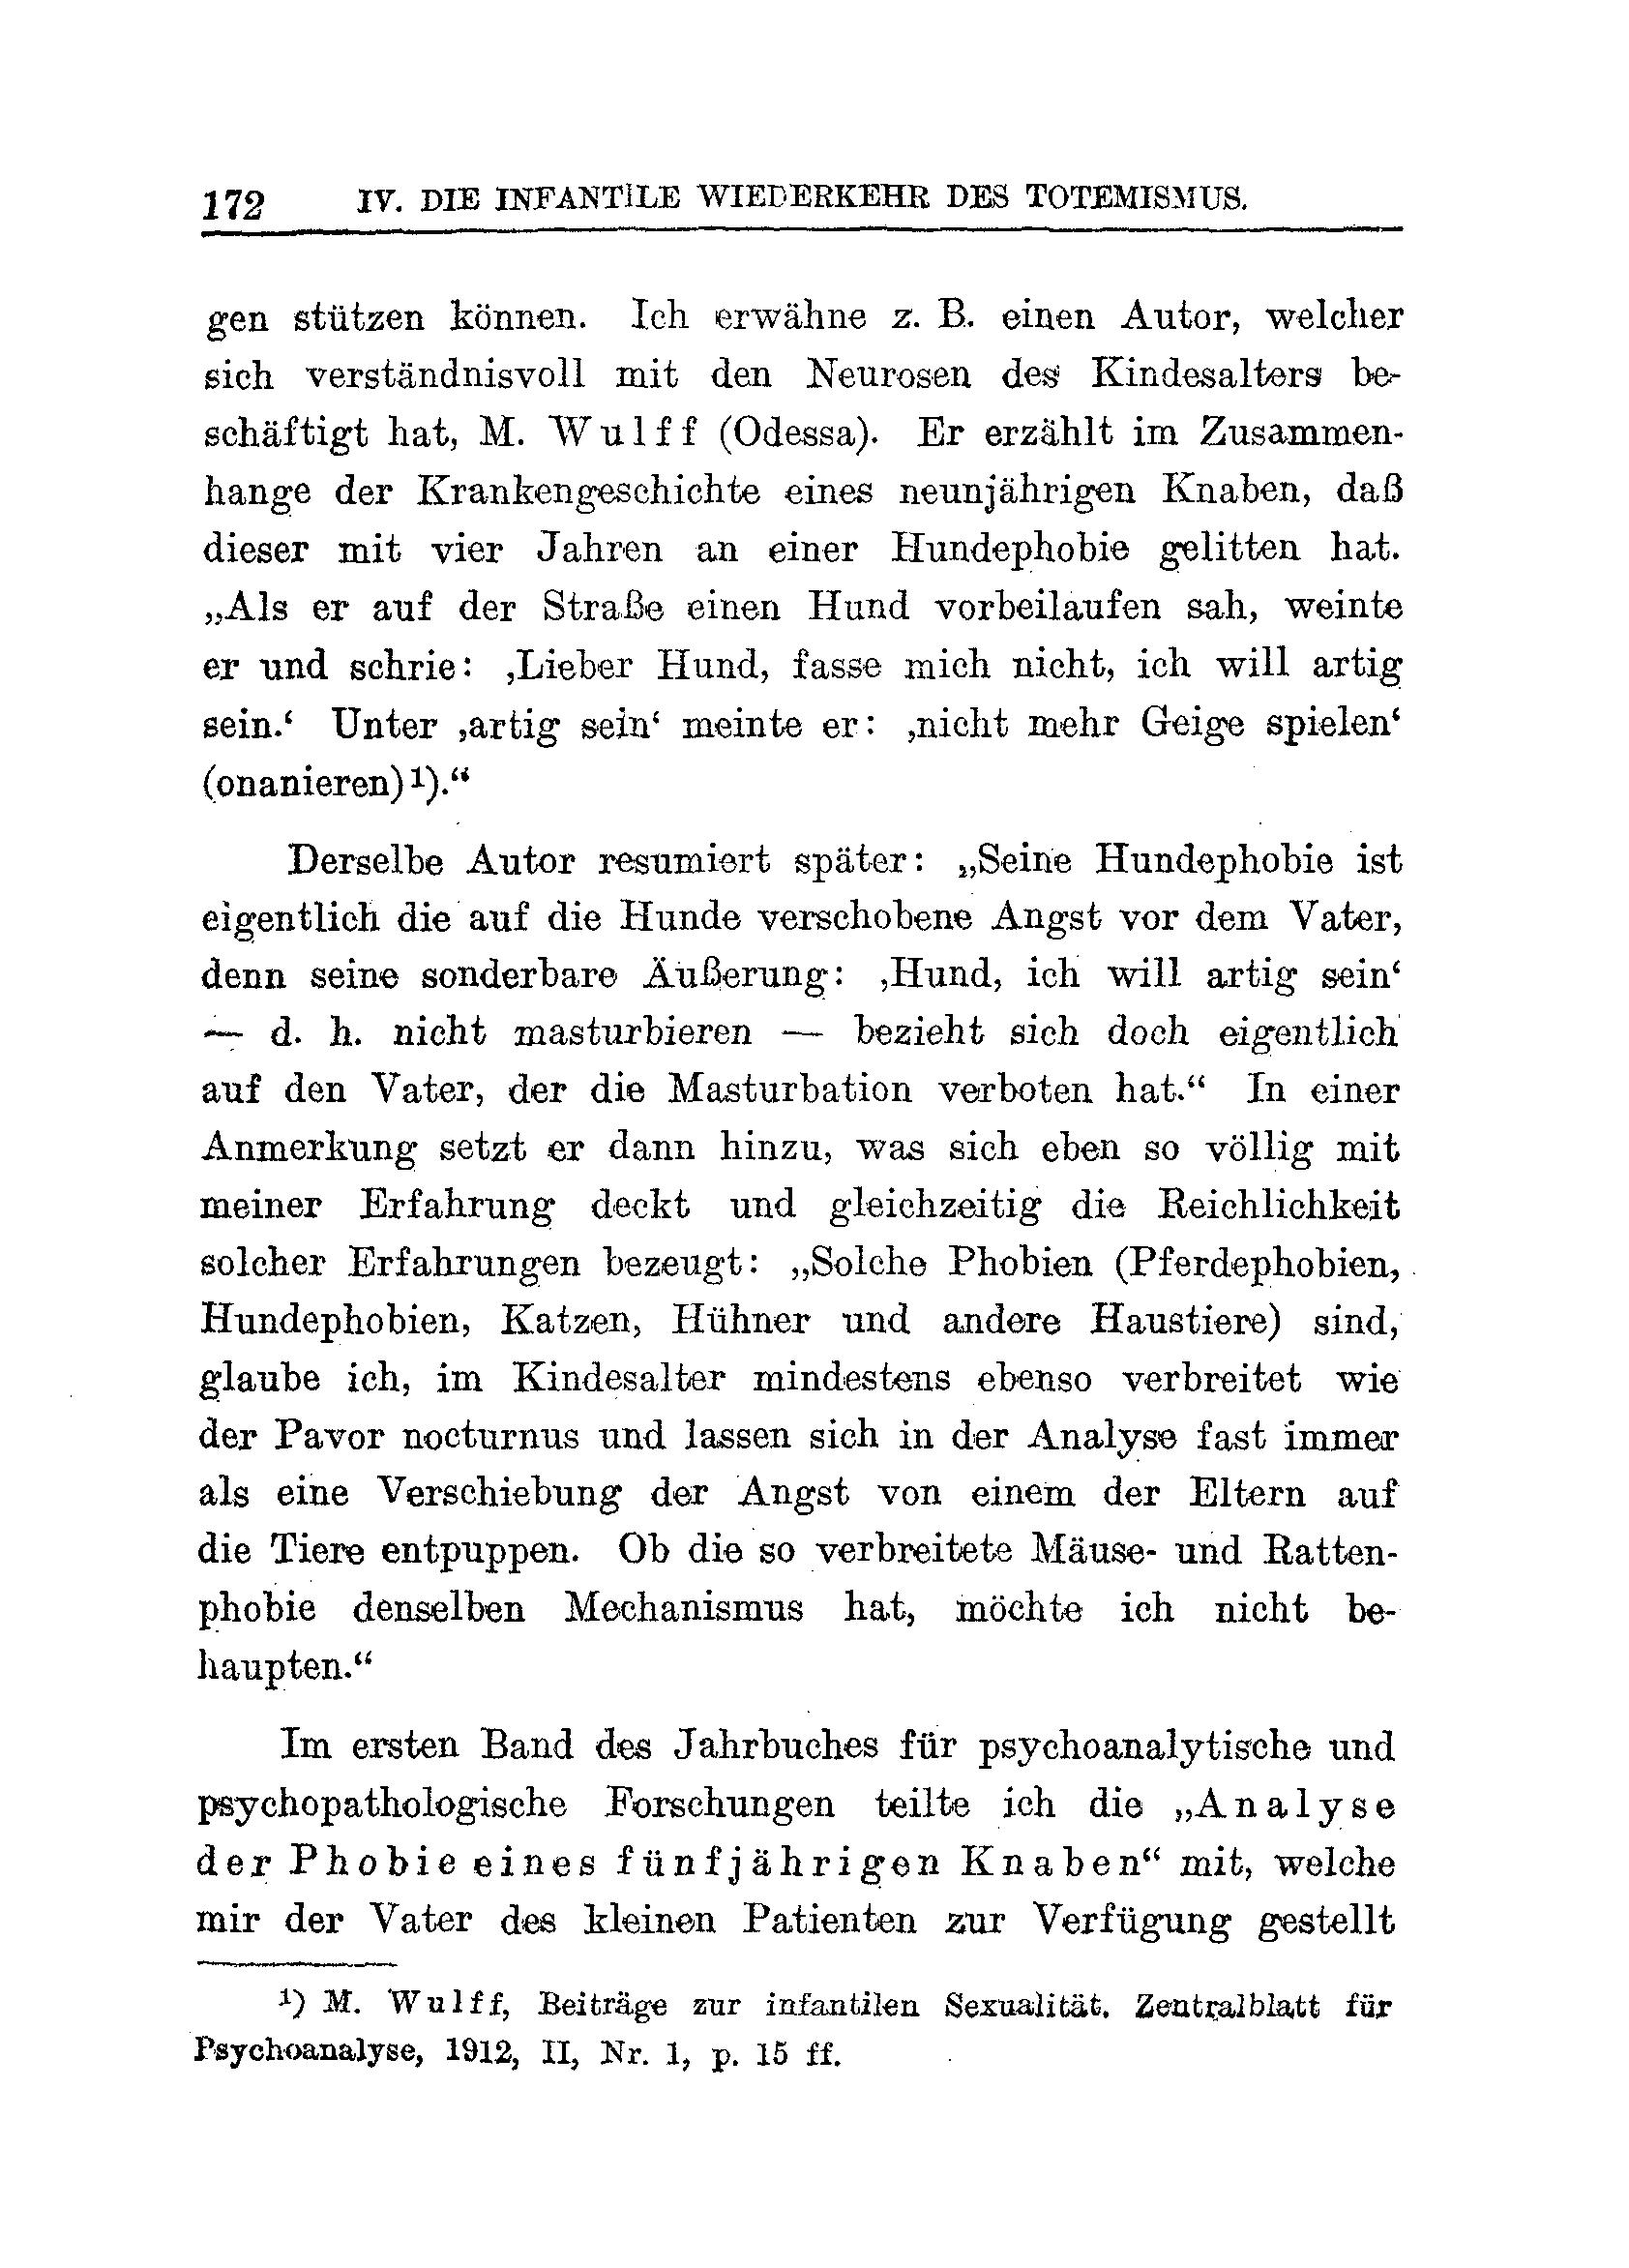 172 IV. DIE INFANTILE WIEDERKEHR DES TOTEMISMUS.
gen stützen können. Ich erwähne z. B. einen Autor, welcher
sich verständnisvoll mit den Neurosen des Kindesalters be-
schäftigt hat, M. Wulff (Odessa). Er erzählt im Zusammen-
hange der Krankengeschichte eines neunjährigen Knaben, daß
dieser mit vier Jahren an einer Hundephobie gelitten hat.
„Als er auf der Straße einen Hund vorbeilaufen sah, weinte
er und schrie: ‚Lieber Hund, fasse mich nicht, ich will artig
sein.‘ Unter ‚artig sein‘ meinte er: ‚nicht mehr Geige spielen‘
(onanieren)¹).“
Derselbe Autor resumiert später: „Seine Hundephobie ist
eigentlich die auf die Hunde verschobene Angst vor dem Vater,
denn seine sonderbare Äußerung: ‚Hund, ich will artig sein‘
— d. h. nicht masturbieren — bezieht sich doch eigentlich
auf den Vater, der die Masturbation verboten hat.“ In einer
Anmerkung setzt er dann hinzu, was sich eben so völlig mit
meiner Erfahrung deckt und gleichzeitig die Reichlichkeit
solcher Erfahrungen bezeugt: „Solche Phobien (Pferdephobien,
Hundephobien, Katzen, Hühner und andere Haustiere) sind,
glaube ich, im Kindesalter mindestens ebenso verbreitet wie
der Pavor nocturnus und lassen sich in der Analyse fast immer
als eine Verschiebung der Angst von einem der Eltern auf
die Tiere entpuppen. Ob die so verbreitete Mäuse- und Ratten-
phobie denselben Mechanismus hat, möchte ich nicht be-
haupten.“
Im ersten Band des Jahrbuches für psychoanalytische und
psychopathologische Forschungen teilte ich die „Analyse
der Phobie eines fünfjährigen Knaben“ mit, welche
mir der Vater des kleinen Patienten zur Verfügung gestellt
¹) M. Wulff, Beiträge zur infantilen Sexualität. Zentralblatt für
Psychoanalyse, 1912, II, Nr. 1, p. 15 ff.